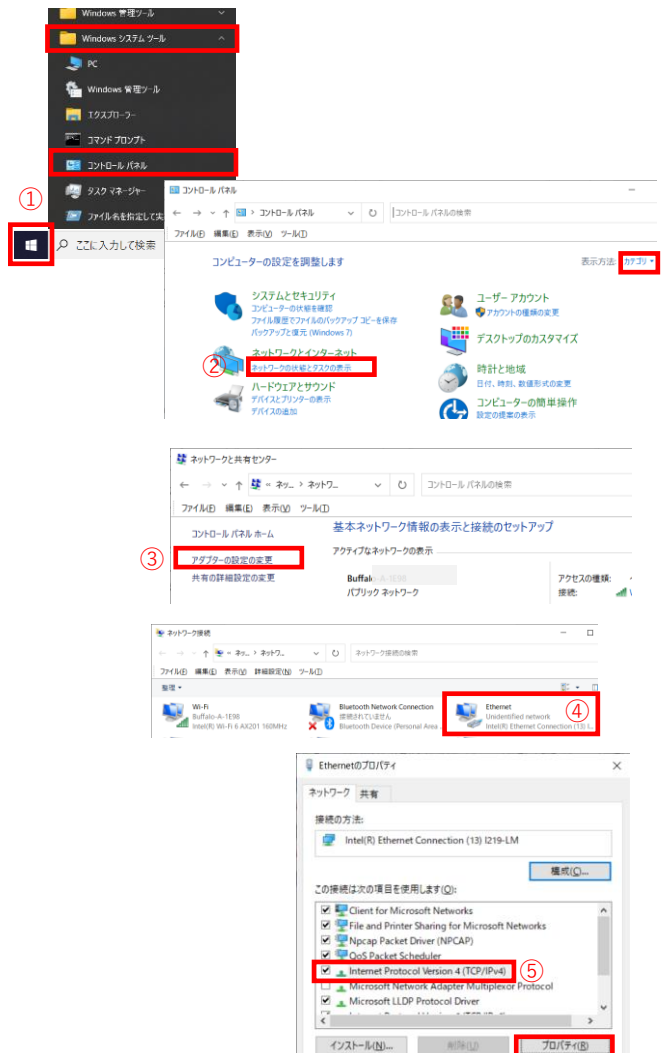 Windows 管理ツール
Windows システム ツール
PC
Windows 管理ツール
エクスプローラー
コマンド プロンプト
コントロール パネル
①
タスク マネージャー
ファイル名を指定して実
ここに入力して検索
コントロール パネル
コントロール パネル
コントロール パネルの検索
ファイル(F) 編集(E) 表示(V) ツール(T)
コンピューターの設定を調整します
表示方法: カテゴリ
システムとセキュリティ
コンピューターの状態を確認
ファイル履歴でファイルのバックアップ コピーを保存
バックアップと復元 (Windows 7)
②
ネットワークとインターネット
ネットワークの状態とタスクの表示
ハードウェアとサウンド
デバイスとプリンターの表示
デバイスの追加
ユーザー アカウント
アカウントの種類の変更
デスクトップのカスタマイズ
時計と地域
日付、時刻、数値形式の変更
コンピューターの簡単操作
設定の提案の表示
ネットワークと共有センター
« ネッ... › ネットワ...
コントロール パネルの検索
ファイル(F) 編集(E) 表示(V) ツール(T)
コントロール パネル ホーム
③
アダプターの設定の変更
共有の詳細設定の変更
基本ネットワーク情報の表示と接続のセットアップ
アクティブなネットワークの表示
Buffalo-A-1E98
パブリック ネットワーク
アクセスの種類:
接続:
ネットワーク接続
« ネッ... › ネットワ...
ネットワーク接続の検索
ファイル(F) 編集(E) 表示(V) 詳細設定(N) ツール(T)
整理
Wi-Fi
Buffalo-A-1E98
Intel(R) Wi-Fi 6 AX201 160MHz
Bluetooth Network Connection
接続されていません
Bluetooth Device (Personal Area ...
Ethernet
Unidentified network
Intel(R) Ethernet Connection (13) I...
④
Ethernetのプロパティ
ネットワーク 共有
接続の方法:
Intel(R) Ethernet Connection (13) I219-LM
構成(C)...
この接続は次の項目を使用します(O):
Client for Microsoft Networks
File and Printer Sharing for Microsoft Networks
Npcap Packet Driver (NPCAP)
QoS Packet Scheduler
Internet Protocol Version 4 (TCP/IPv4)
⑤
Microsoft Network Adapter Multiplexor Protocol
Microsoft LLDP Protocol Driver
インストール(N)... 削除(U) プロパティ(R)